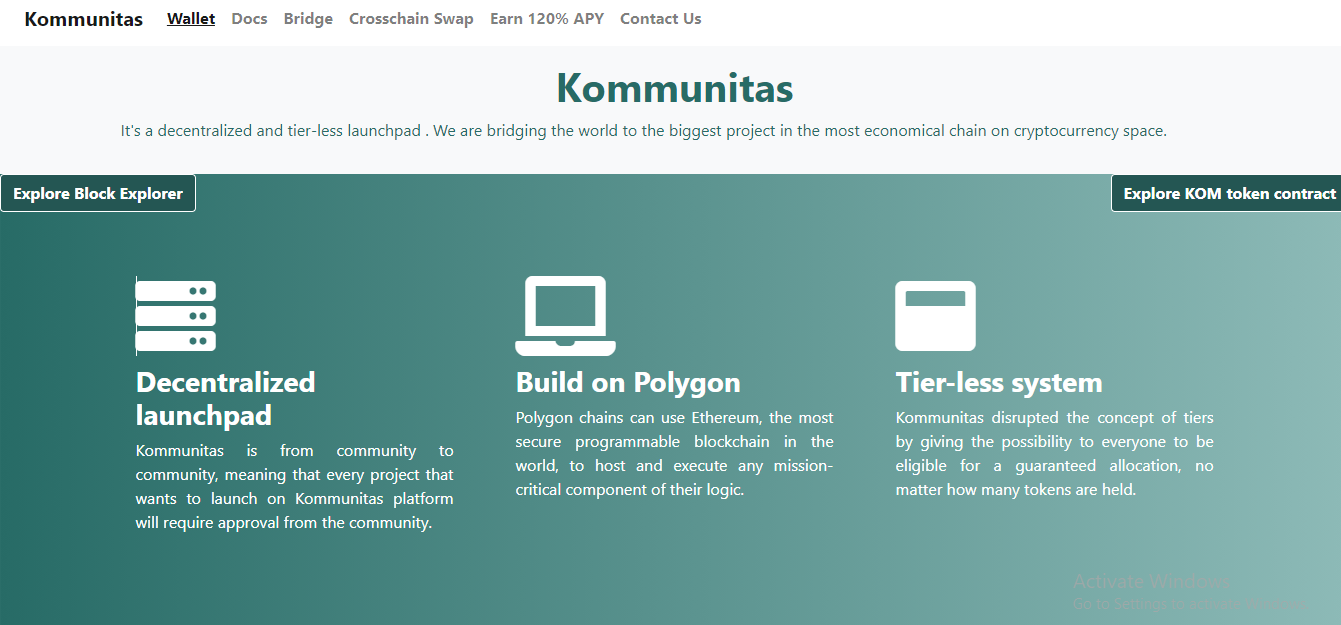 Kommunitas Wallet Docs Bridge Crosschain Swap Earn 120% APY Contact Us
Kommunitas
It's a decentralized and tier-less launchpad . We are bridging the world to the biggest project in the most economical chain on cryptocurrency space.
Explore Block Explorer
Explore KOM token contract
Decentralized
launchpad
Kommunitas is from community to
community, meaning that every project that
wants to launch on Kommunitas platform
will require approval from the community.
Build on Polygon
Polygon chains can use Ethereum, the most
secure programmable blockchain in the
world, to host and execute any mission-
critical component of their logic.
Tier-less system
Kommunitas disrupted the concept of tiers
by giving the possibility to everyone to be
eligible for a guaranteed allocation, no
matter how many tokens are held.
Activate Windows
Go to Settings to